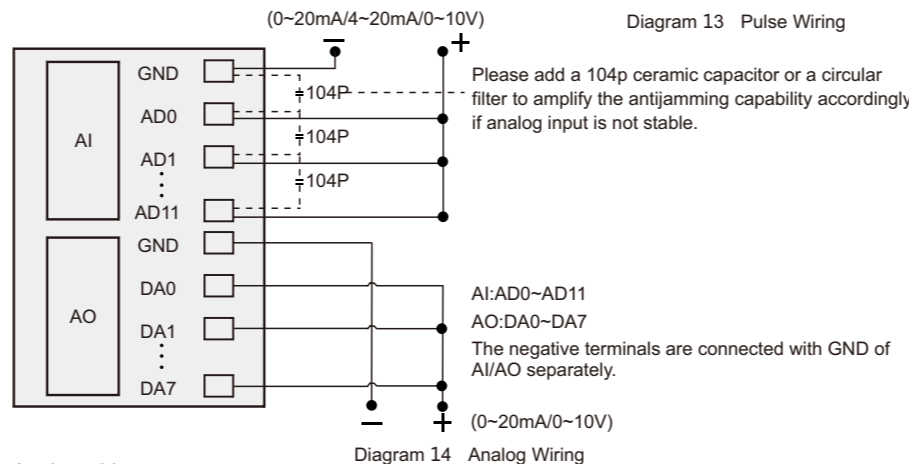 (0~20mA/4~20mA/0~10V)
Diagram 13 Pulse Wiring
− +
GND
104P
Please add a 104p ceramic capacitor or a circular
filter to amplify the antijamming capability accordingly
if analog input is not stable.
AD0
104P
AI
AD1
104P
AD11
GND
DA0
AI:AD0~AD11
AO
AO:DA0~DA7
DA1
The negative terminals are connected with GND of
AI/AO separately.
DA7
− + (0~20mA/0~10V)
Diagram 14 Analog Wiring